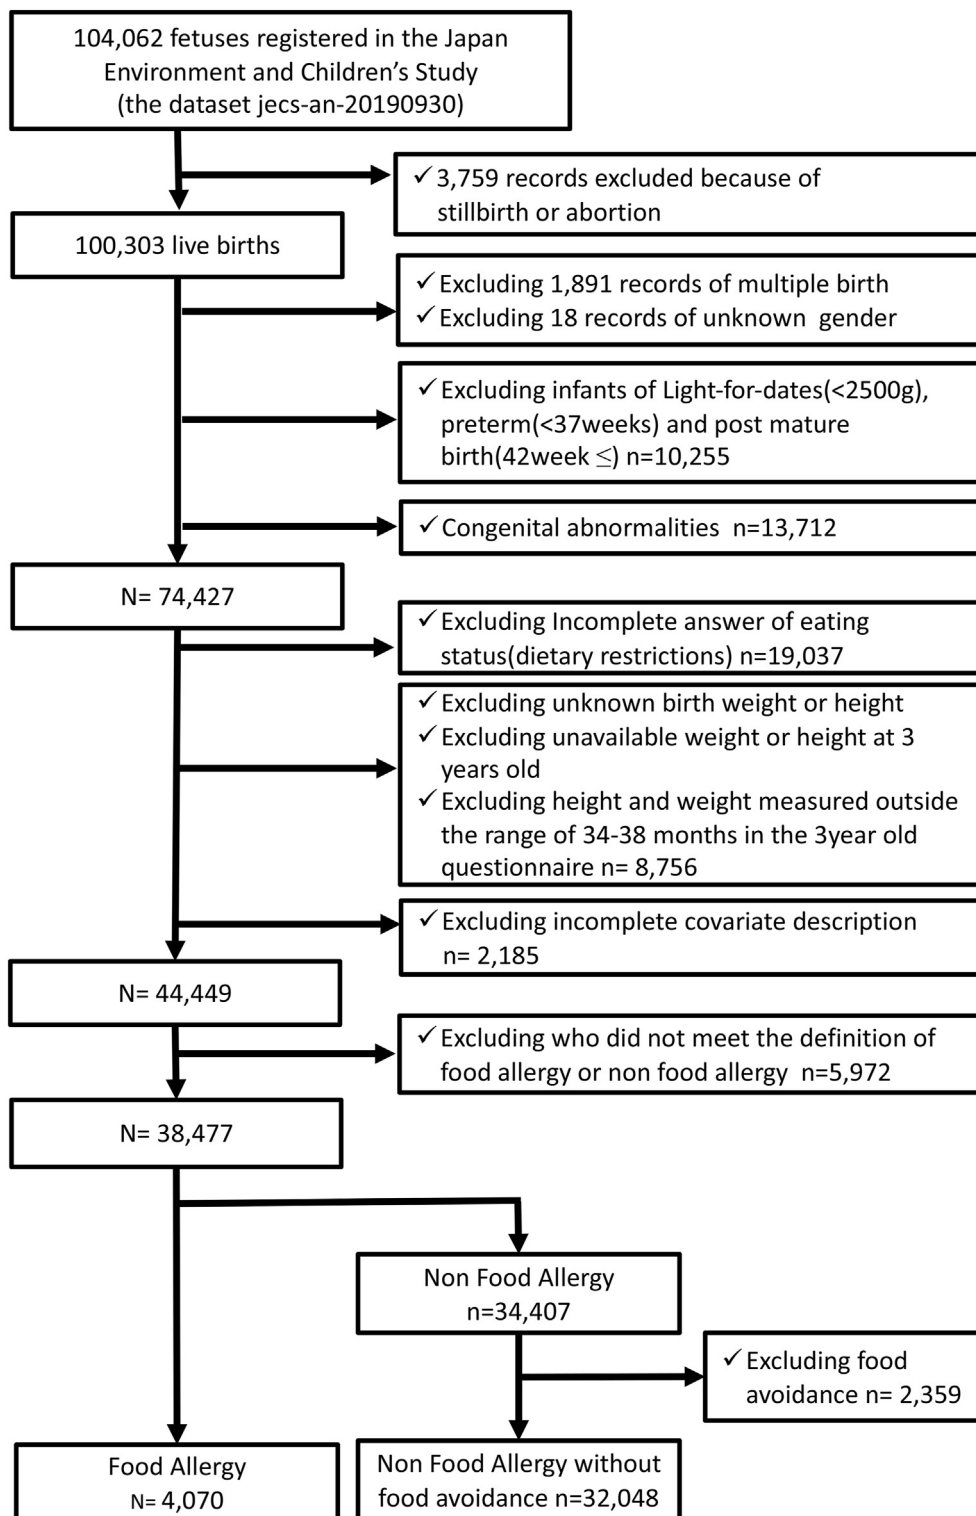 104,062 fetuses registered in the Japan
Environment and Children's Study
(the dataset jecs-an-20190930)
✓ 3,759 records excluded because of
stillbirth or abortion
100,303 live births
✓ Excluding 1,891 records of multiple birth
✓ Excluding 18 records of unknown gender
✓ Excluding infants of Light-for-dates(<2500g),
preterm(<37weeks) and post mature
birth(42week ≤) n=10,255
✓ Congenital abnormalities n=13,712
N= 74,427
✓ Excluding Incomplete answer of eating
status(dietary restrictions) n=19,037
✓ Excluding unknown birth weight or height
✓ Excluding unavailable weight or height at 3
years old
✓ Excluding height and weight measured outside
the range of 34-38 months in the 3year old
questionnaire n= 8,756
✓ Excluding incomplete covariate description
n= 2,185
N= 44,449
✓ Excluding who did not meet the definition of
food allergy or non food allergy n=5,972
N= 38,477
Non Food Allergy
n=34,407
✓ Excluding food
avoidance n= 2,359
Food Allergy
N= 4,070
Non Food Allergy without
food avoidance n=32,048